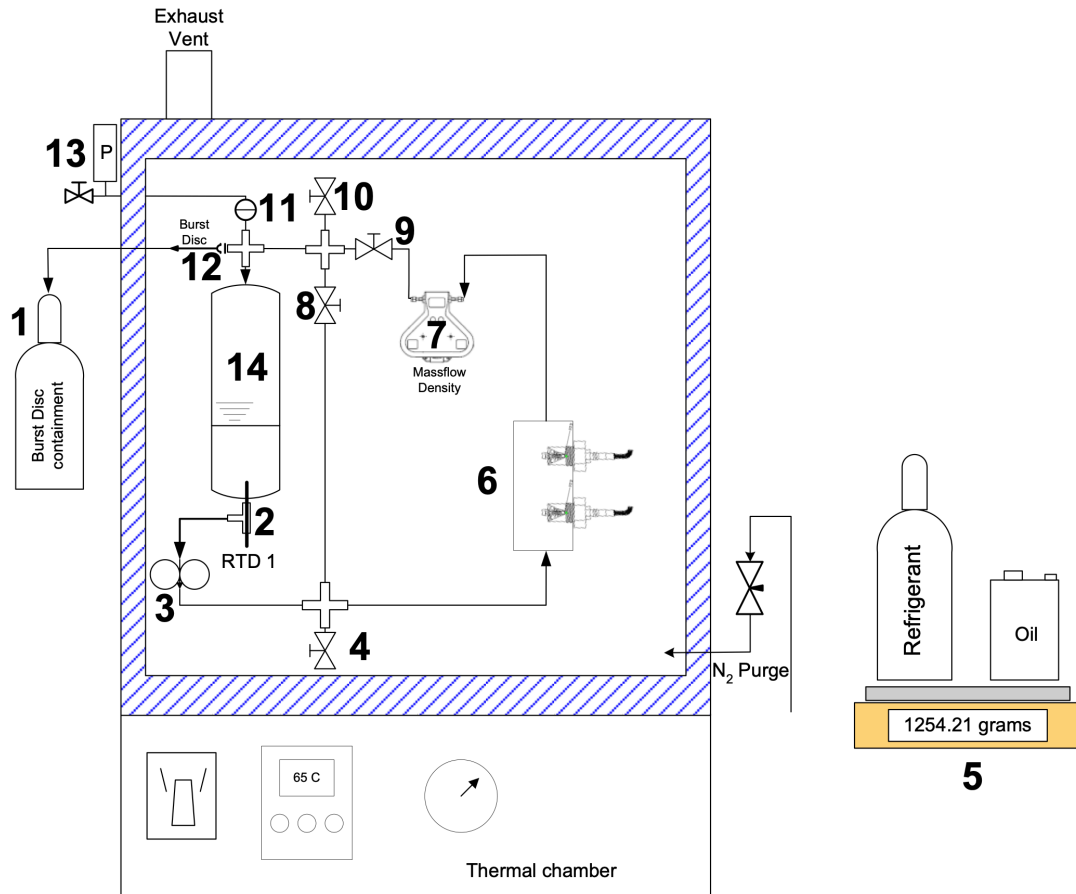 Exhaust
Vent
13
P
11
10
Burst
Disc
9
12
1
8
7
14
Massflow
Density
Burst Disc
containment
6
2
RTD 1
3
4
Refrigerant
Oil
N₂ Purge
1254.21 grams
5
65 C
Thermal chamber